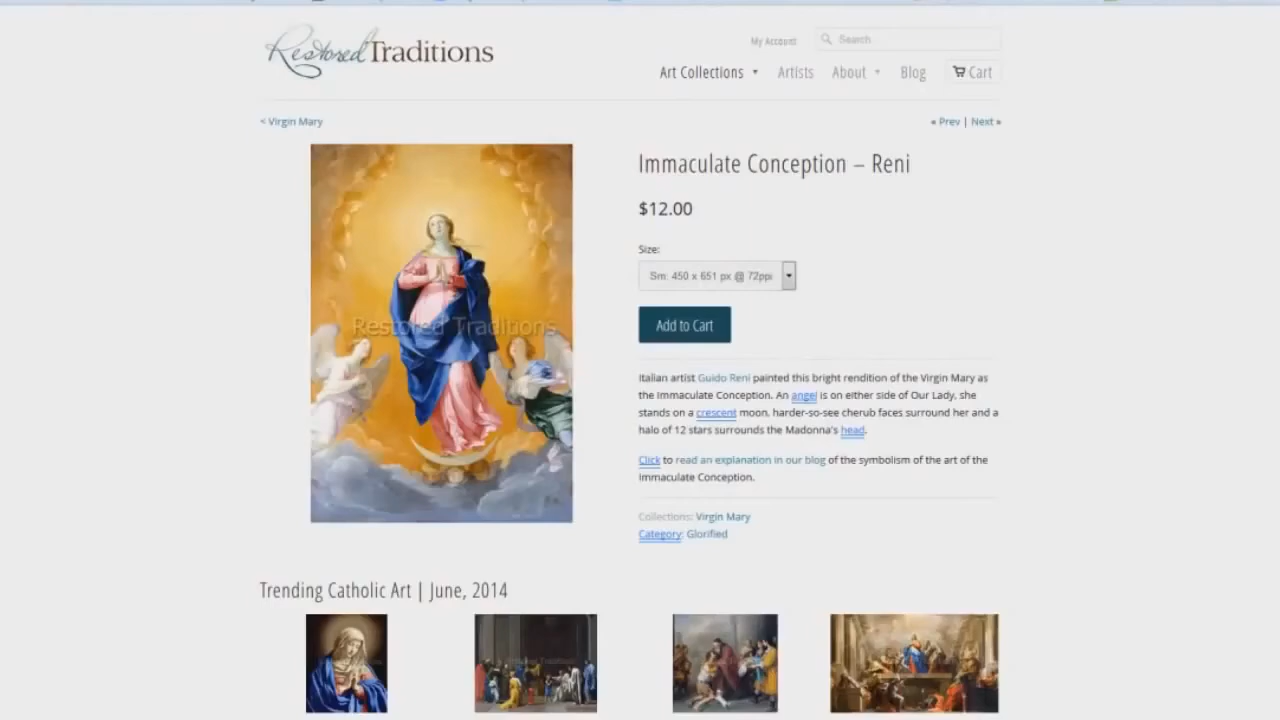 Restored Traditions
My Account
Search
Art Collections
Artists
About
Blog
Cart
< Virgin Mary
« Prev | Next »
Immaculate Conception – Reni
$12.00
Size:
Sm: 450 x 651 px @ 72ppi
Add to Cart
Restored Traditions
Italian artist Guido Reni painted this bright rendition of the Virgin Mary as
the Immaculate Conception. An angel is on either side of Our Lady, she
stands on a crescent moon, harder-so-see cherub faces surround her and a
halo of 12 stars surrounds the Madonna's head.
Click to read an explanation in our blog of the symbolism of the art of the
Immaculate Conception.
Collections: Virgin Mary
Category: Glorified
Trending Catholic Art | June, 2014